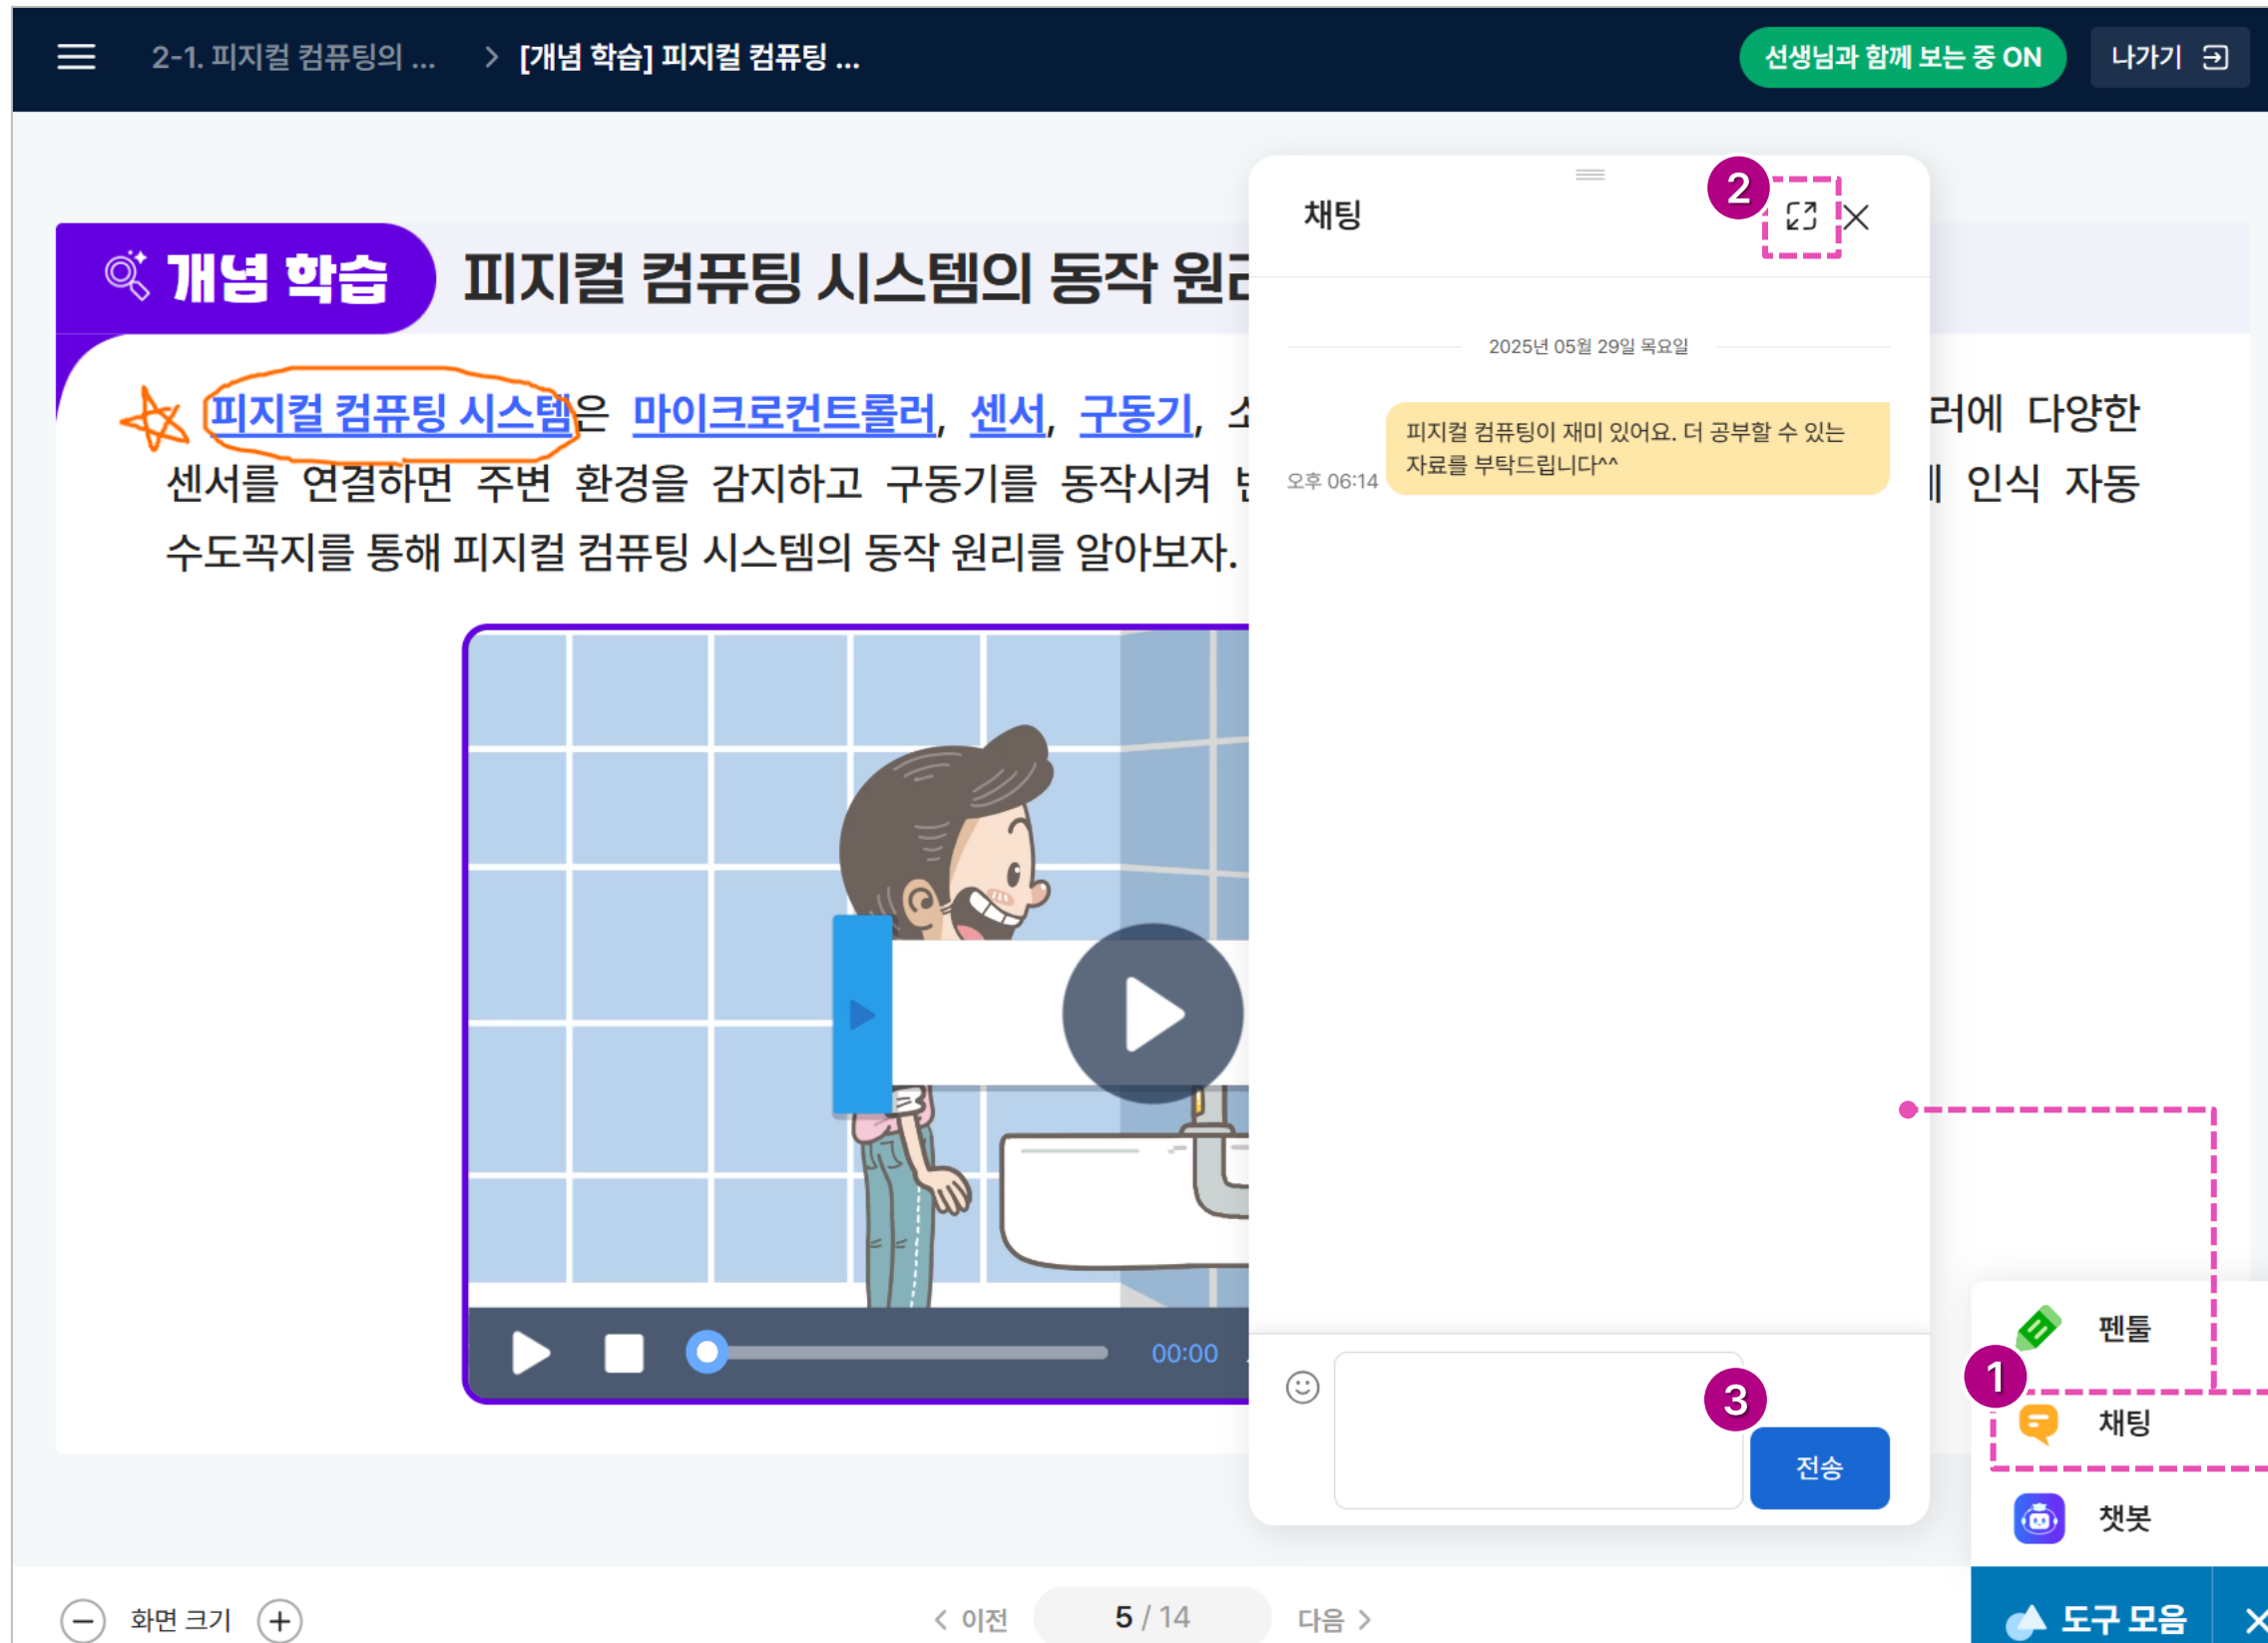 2-1. 피지컬 컴퓨팅의 ... > [개념 학습] 피지컬 컴퓨팅 ...
선생님과 함께 보는 중 ON
나가기
개념 학습
피지컬 컴퓨팅 시스템의 동작
피지컬 컴퓨팅 시스템은 마이크로컨트롤러, 센서, 구동기,
러에 다양한
센서를 연결하면 주변 환경을 감지하고 구동기를 동작시켜
인식 자동
수도꼭지를 통해 피지컬 컴퓨팅 시스템의 동작 원리를 알아보자.
00:00
채팅
2
2025년 05월 29일 목요일
피지컬 컴퓨팅이 재미 있어요. 더 공부할 수 있는
자료를 부탁드립니다^^
오후 06:14
3
전송
펜툴
1
채팅
챗봇
도구 모음
화면 크기
< 이전
5 / 14
다음 >